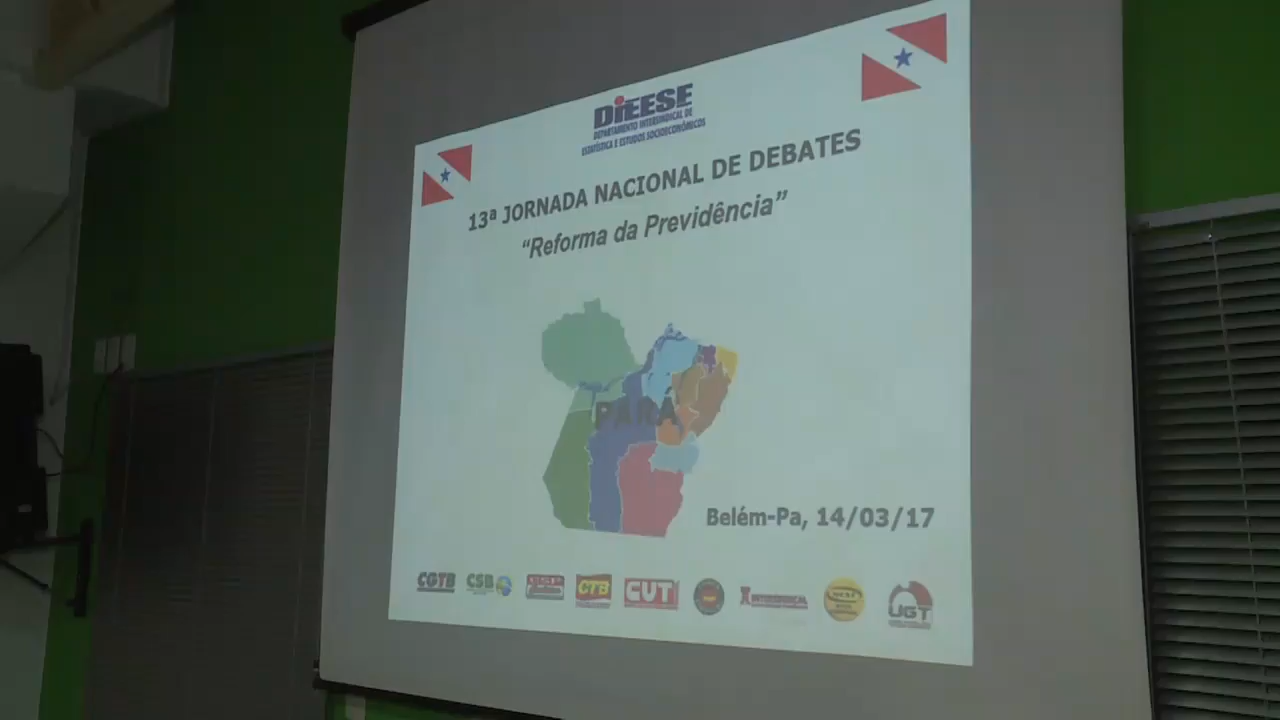 DIEESE
DEPARTAMENTO INTERSINDICAL DE
ESTATÍSTICA E ESTUDOS SOCIOECONÔMICOS
13ª JORNADA NACIONAL DE DEBATES
“Reforma da Previdência”
PARÁ
Belém-Pa, 14/03/17
CGTB CSB CTB CUT INTERSINDICAL UGT